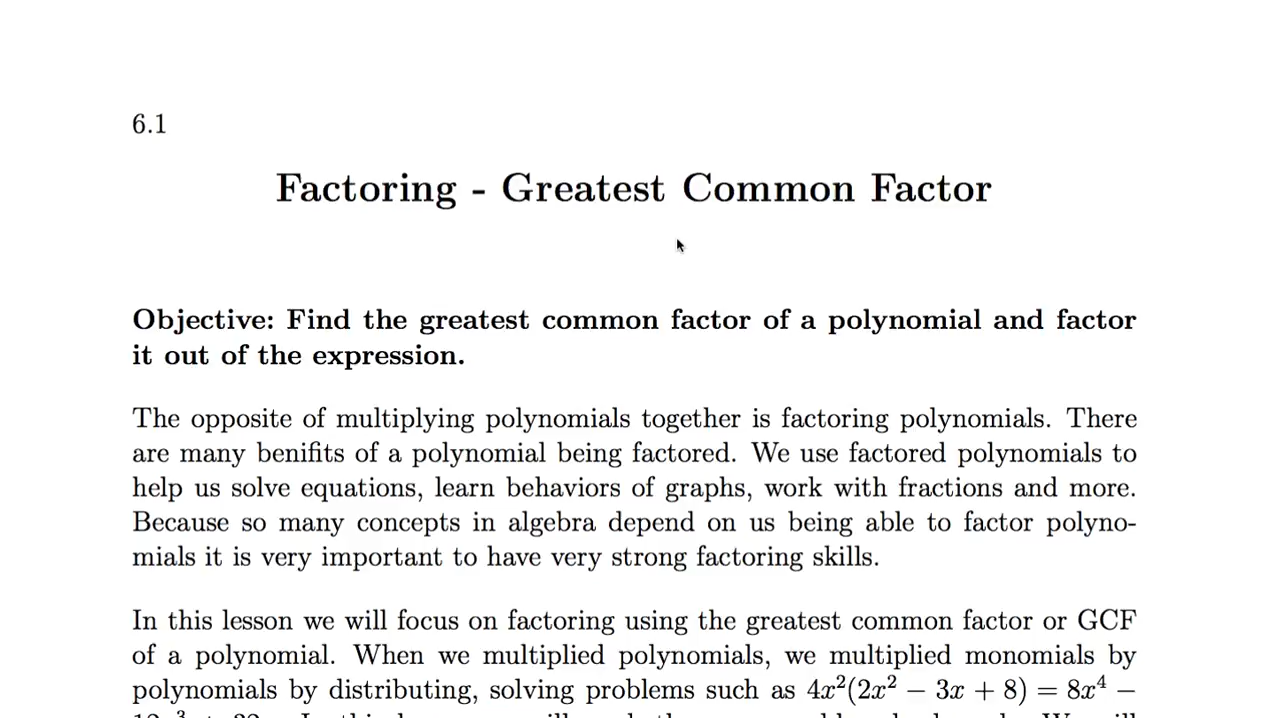 6.1
Factoring - Greatest Common Factor
Objective: Find the greatest common factor of a polynomial and factor
it out of the expression.
The opposite of multiplying polynomials together is factoring polynomials. There
are many benifits of a polynomial being factored. We use factored polynomials to
help us solve equations, learn behaviors of graphs, work with fractions and more.
Because so many concepts in algebra depend on us being able to factor polyno-
mials it is very important to have very strong factoring skills.
In this lesson we will focus on factoring using the greatest common factor or GCF
of a polynomial. When we multiplied polynomials, we multiplied monomials by
polynomials by distributing, solving problems such as 4x²(2x² − 3x + 8) = 8x⁴ −